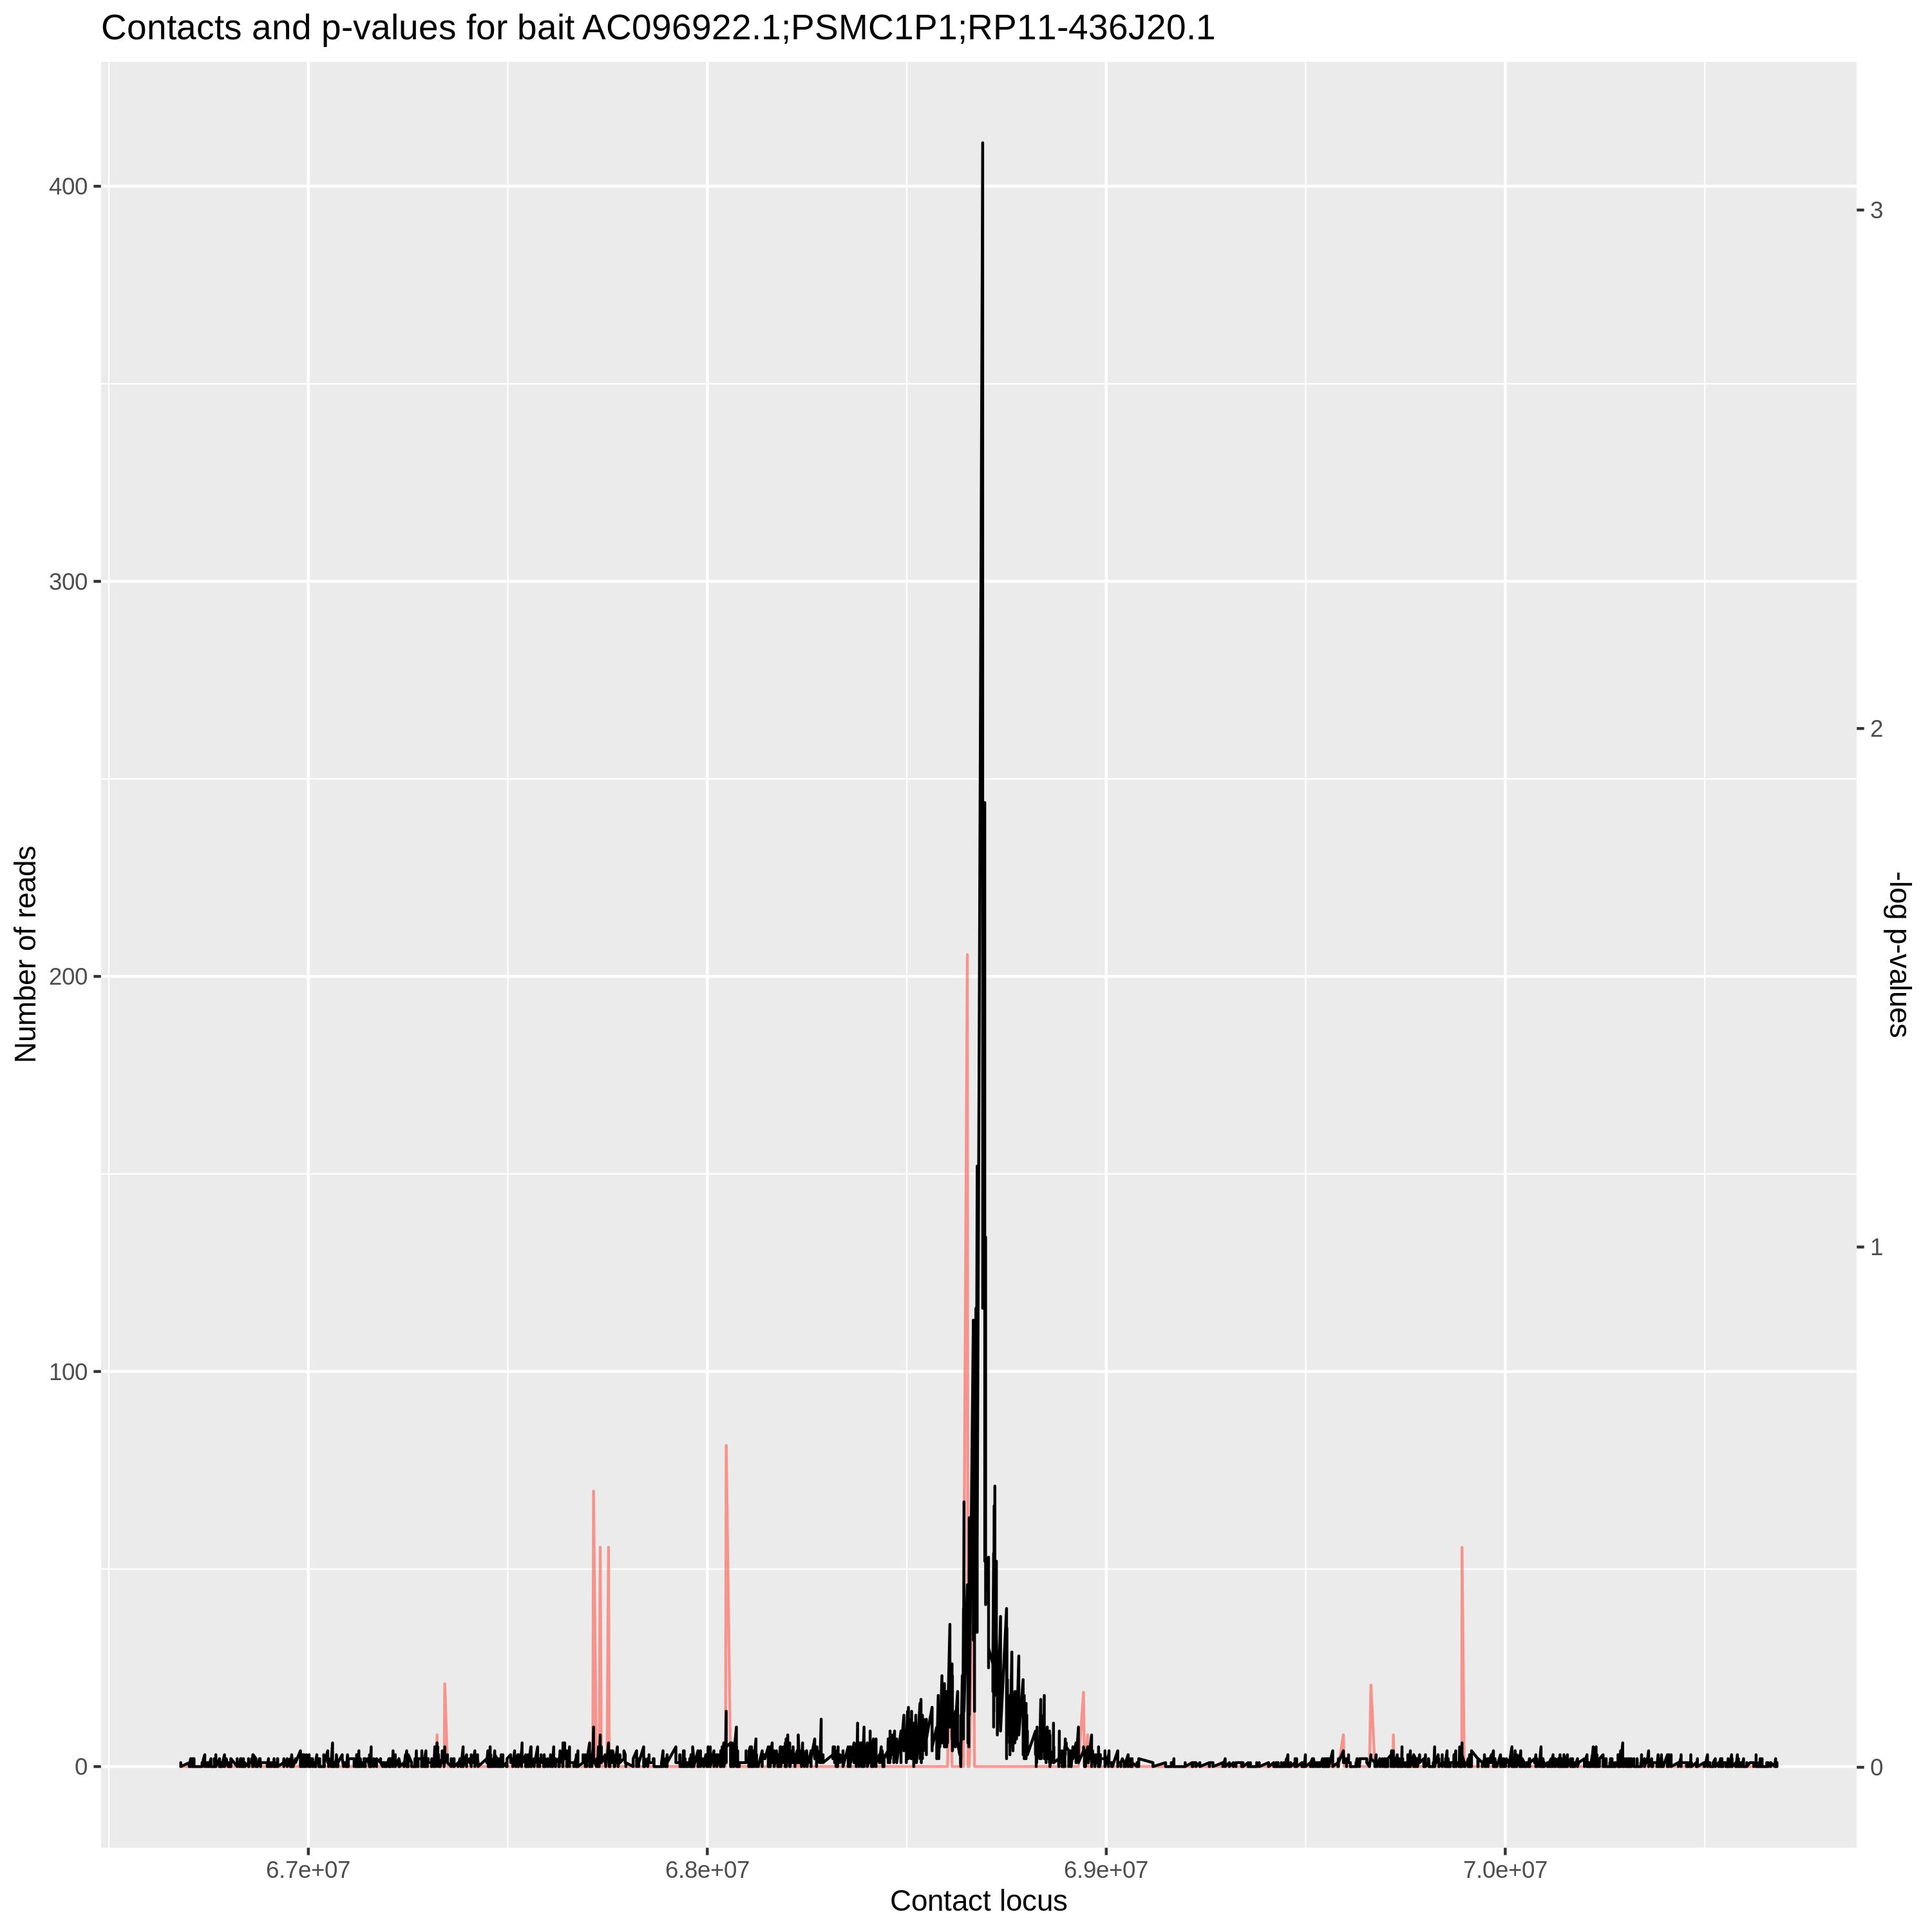 Contacts and p-values for bait AC096922.1;PSMC1P1;RP11-436J20.1
400
300
200
100
0
Number of reads
3
2
1
0
-log p-values
6.7e+07
6.8e+07
6.9e+07
7.0e+07
Contact locus